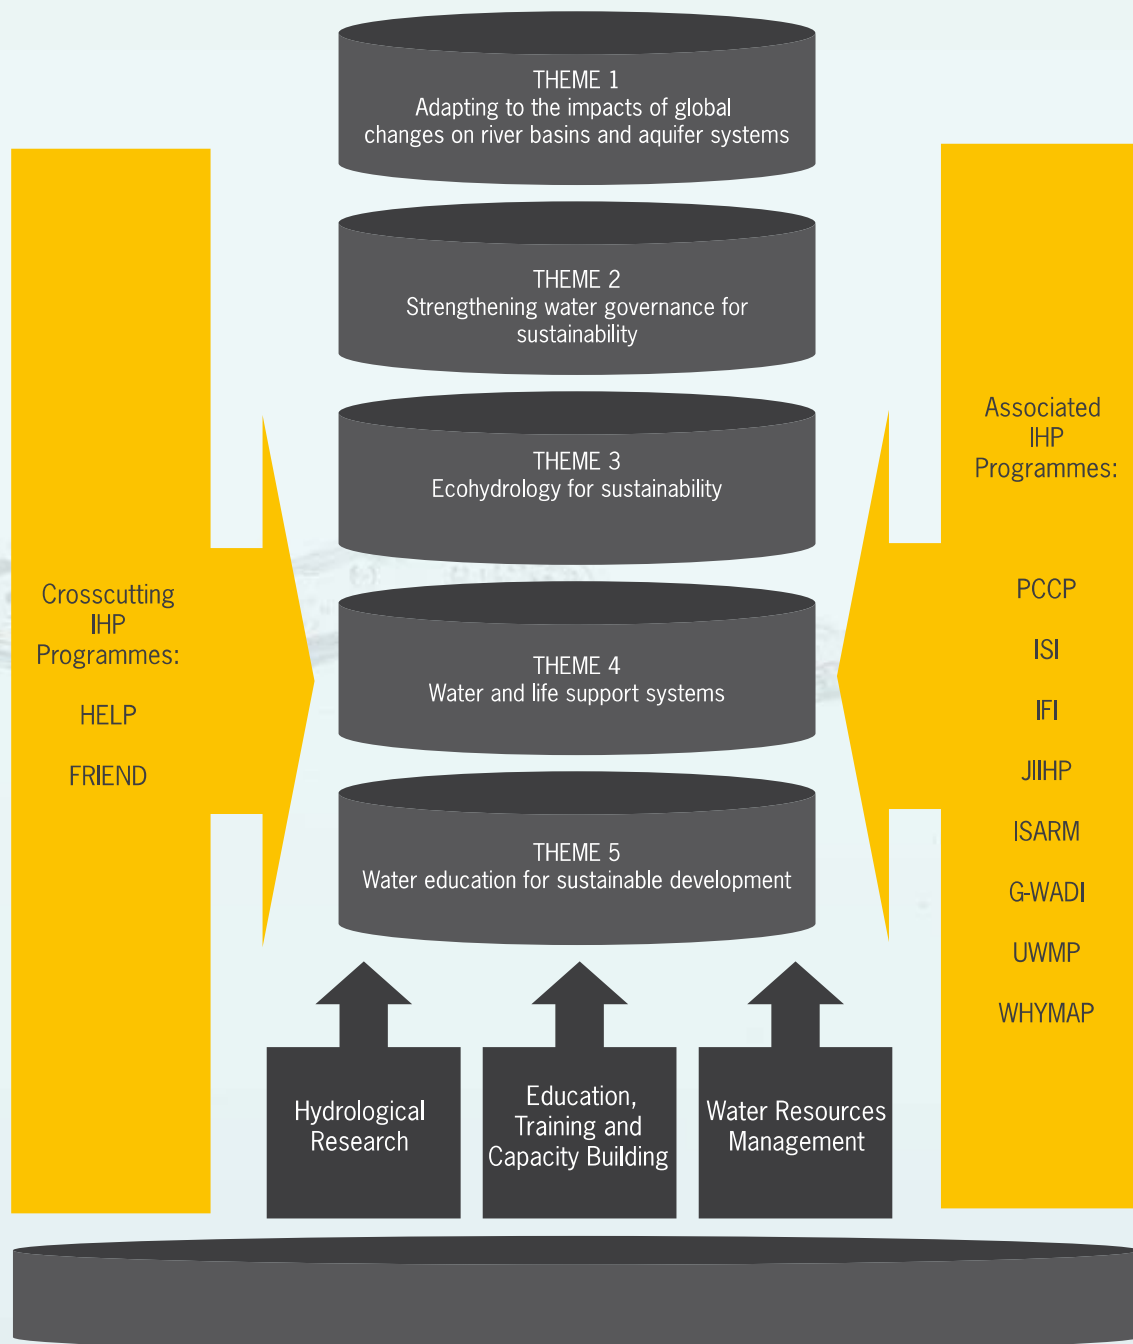 THEME 1
Adapting to the impacts of global
changes on river basins and aquifer systems
THEME 2
Strengthening water governance for
sustainability
THEME 3
Ecohydrology for sustainability
THEME 4
Water and life support systems
THEME 5
Water education for sustainable development
Crosscutting
IHP
Programmes:
HELP
FRIEND
Associated
IHP
Programmes:
PCCP
ISI
IFI
JIIHP
ISARM
G-WADI
UWMP
WHYMAP
Hydrological
Research
Education,
Training and
Capacity Building
Water Resources
Management